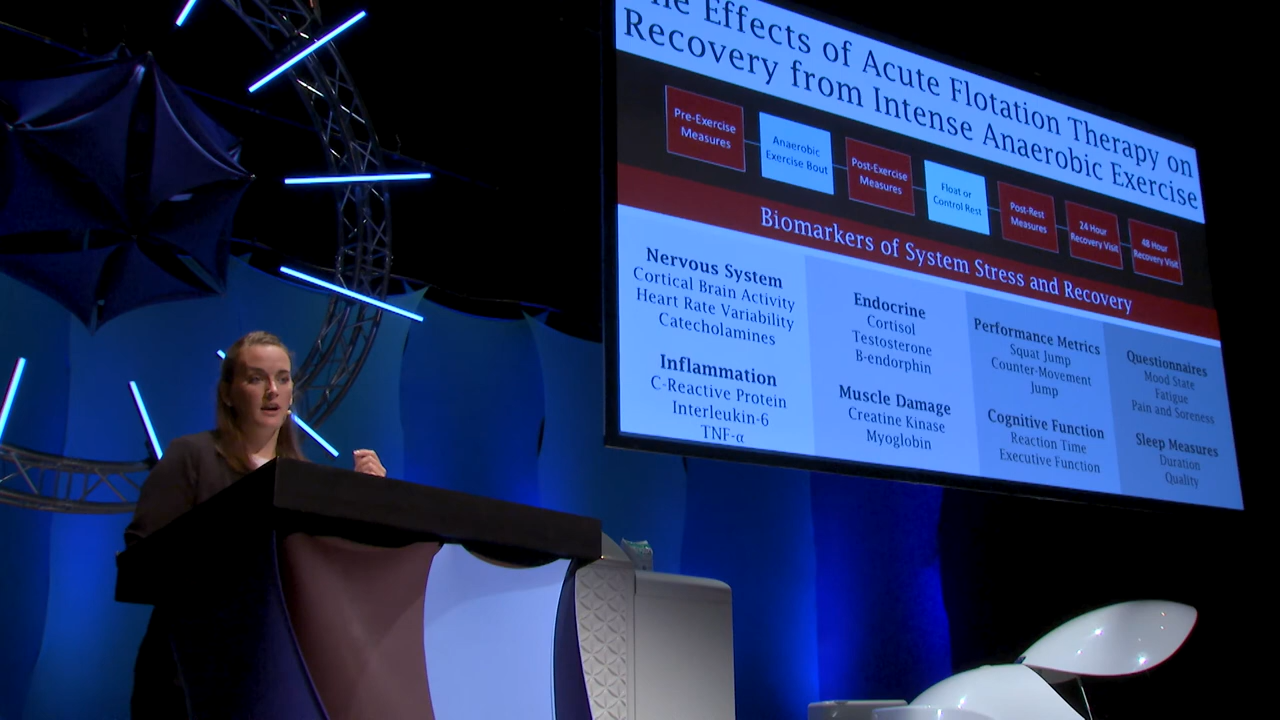 The Effects of Acute Flotation Therapy on
Recovery from Intense Anaerobic Exercise
Pre-Exercise
Measures
Anaerobic
Exercise Bout
Post-Exercise
Measures
Float or
Control Rest
Post-Rest
Measures
24 Hour
Recovery Visit
48 Hour
Recovery Visit
Biomarkers of System Stress and Recovery
Nervous System
Cortical Brain Activity
Heart Rate Variability
Catecholamines
Inflammation
C-Reactive Protein
Interleukin-6
TNF-α
Endocrine
Cortisol
Testosterone
B-endorphin
Muscle Damage
Creatine Kinase
Myoglobin
Performance Metrics
Squat Jump
Counter-Movement
Jump
Cognitive Function
Reaction Time
Executive Function
Questionnaires
Mood State
Fatigue
Pain and Soreness
Sleep Measures
Duration
Quality